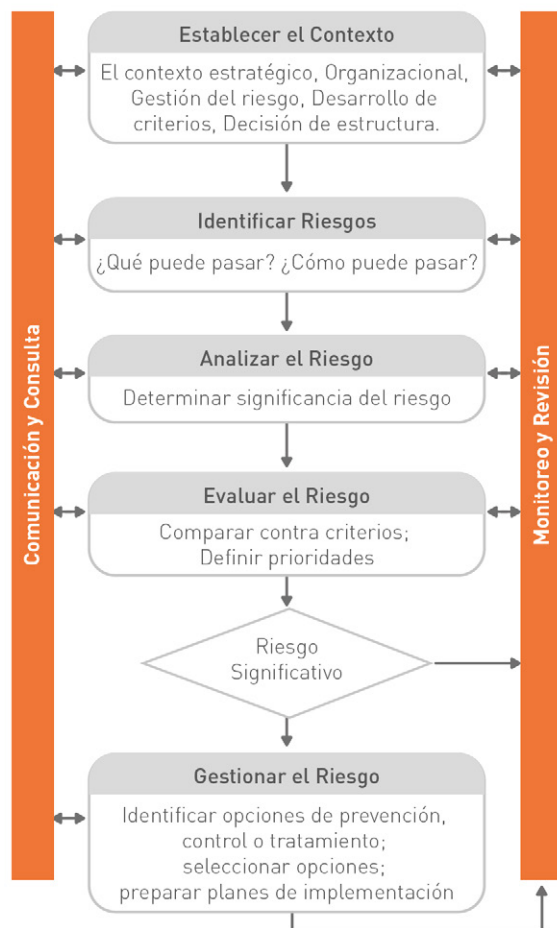 Establecer el Contexto
El contexto estratégico, Organizacional,
Gestión del riesgo, Desarrollo de
criterios, Decisión de estructura.
Identificar Riesgos
¿Qué puede pasar? ¿Cómo puede pasar?
Analizar el Riesgo
Determinar significancia del riesgo
Evaluar el Riesgo
Comparar contra criterios;
Definir prioridades
Riesgo
Significativo
Gestionar el Riesgo
Identificar opciones de prevención,
control o tratamiento;
seleccionar opciones;
preparar planes de implementación
Comunicación y Consulta
Monitoreo y Revisión